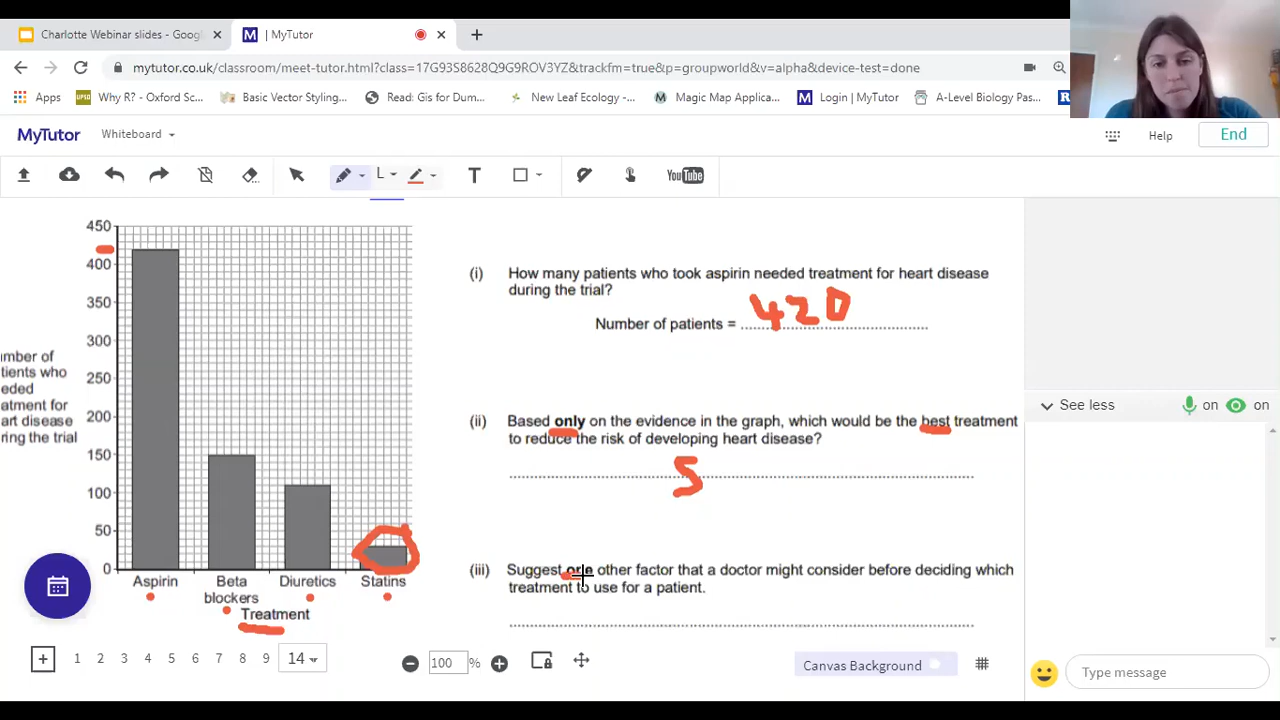 Charlotte Webinar slides - Goog
| MyTutor
mytutor.co.uk/classroom/meet-tutor.html?class=17G93S8628Q9G9ROV3YZ&trackfm=true&p=groupworld&v=alpha&device-test=done
Apps
Why R? - Oxford Sc...
Basic Vector Styling...
Read: Gis for Dum...
New Leaf Ecology -...
Magic Map Applica...
Login | MyTutor
A-Level Biology Pas...
MyTutor
Whiteboard
Help
End
L
T
YouTube
450
400
350
300
250
200
150
100
50
0
mber of
tients who
eded
atment for
art disease
ring the trial
Aspirin
Beta
blockers
Diuretics
Statins
Treatment
(i) How many patients who took aspirin needed treatment for heart disease
during the trial?
Number of patients = 420
(ii) Based only on the evidence in the graph, which would be the best treatment
to reduce the risk of developing heart disease?
S
(iii) Suggest one other factor that a doctor might consider before deciding which
treatment to use for a patient.
See less
on
on
1 2 3 4 5 6 7 8 9 14
100 %
Canvas Background
Type message